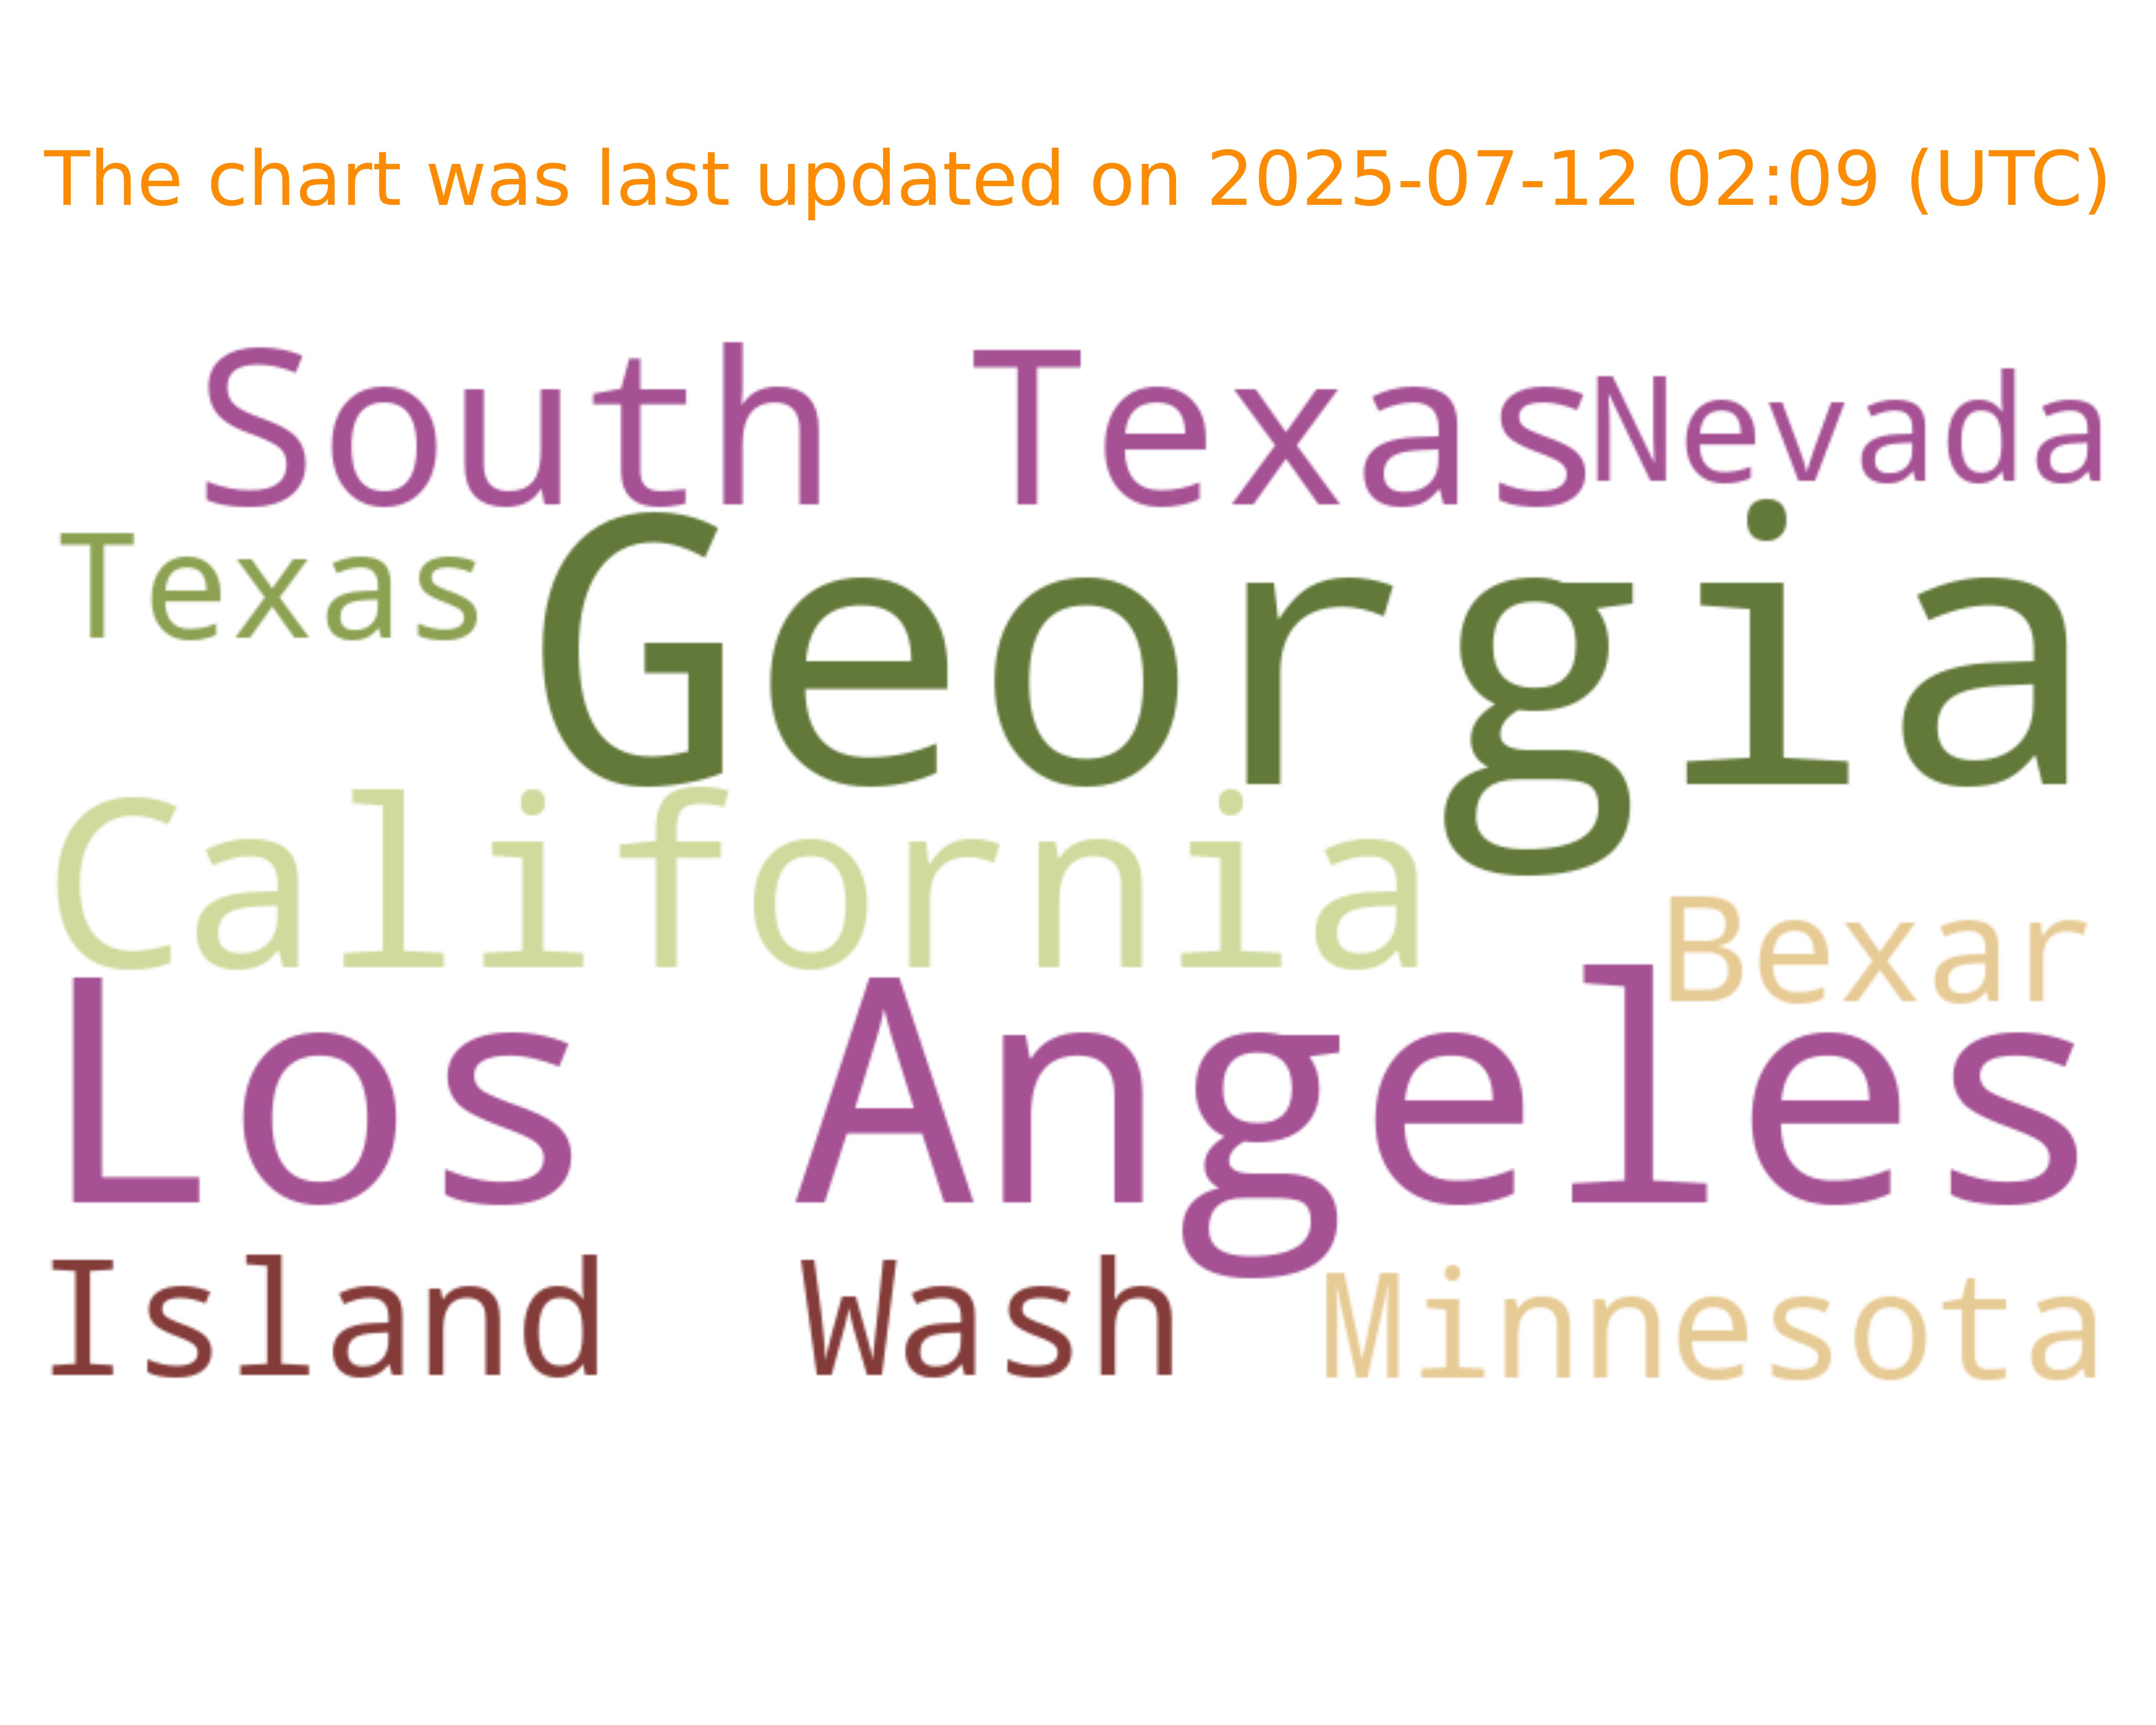 The chart was last updated on 2025-07-12 02:09 (UTC)
South Texas Nevada
Texas Georgia
California
Bexar
Los Angeles
Island Wash Minnesota